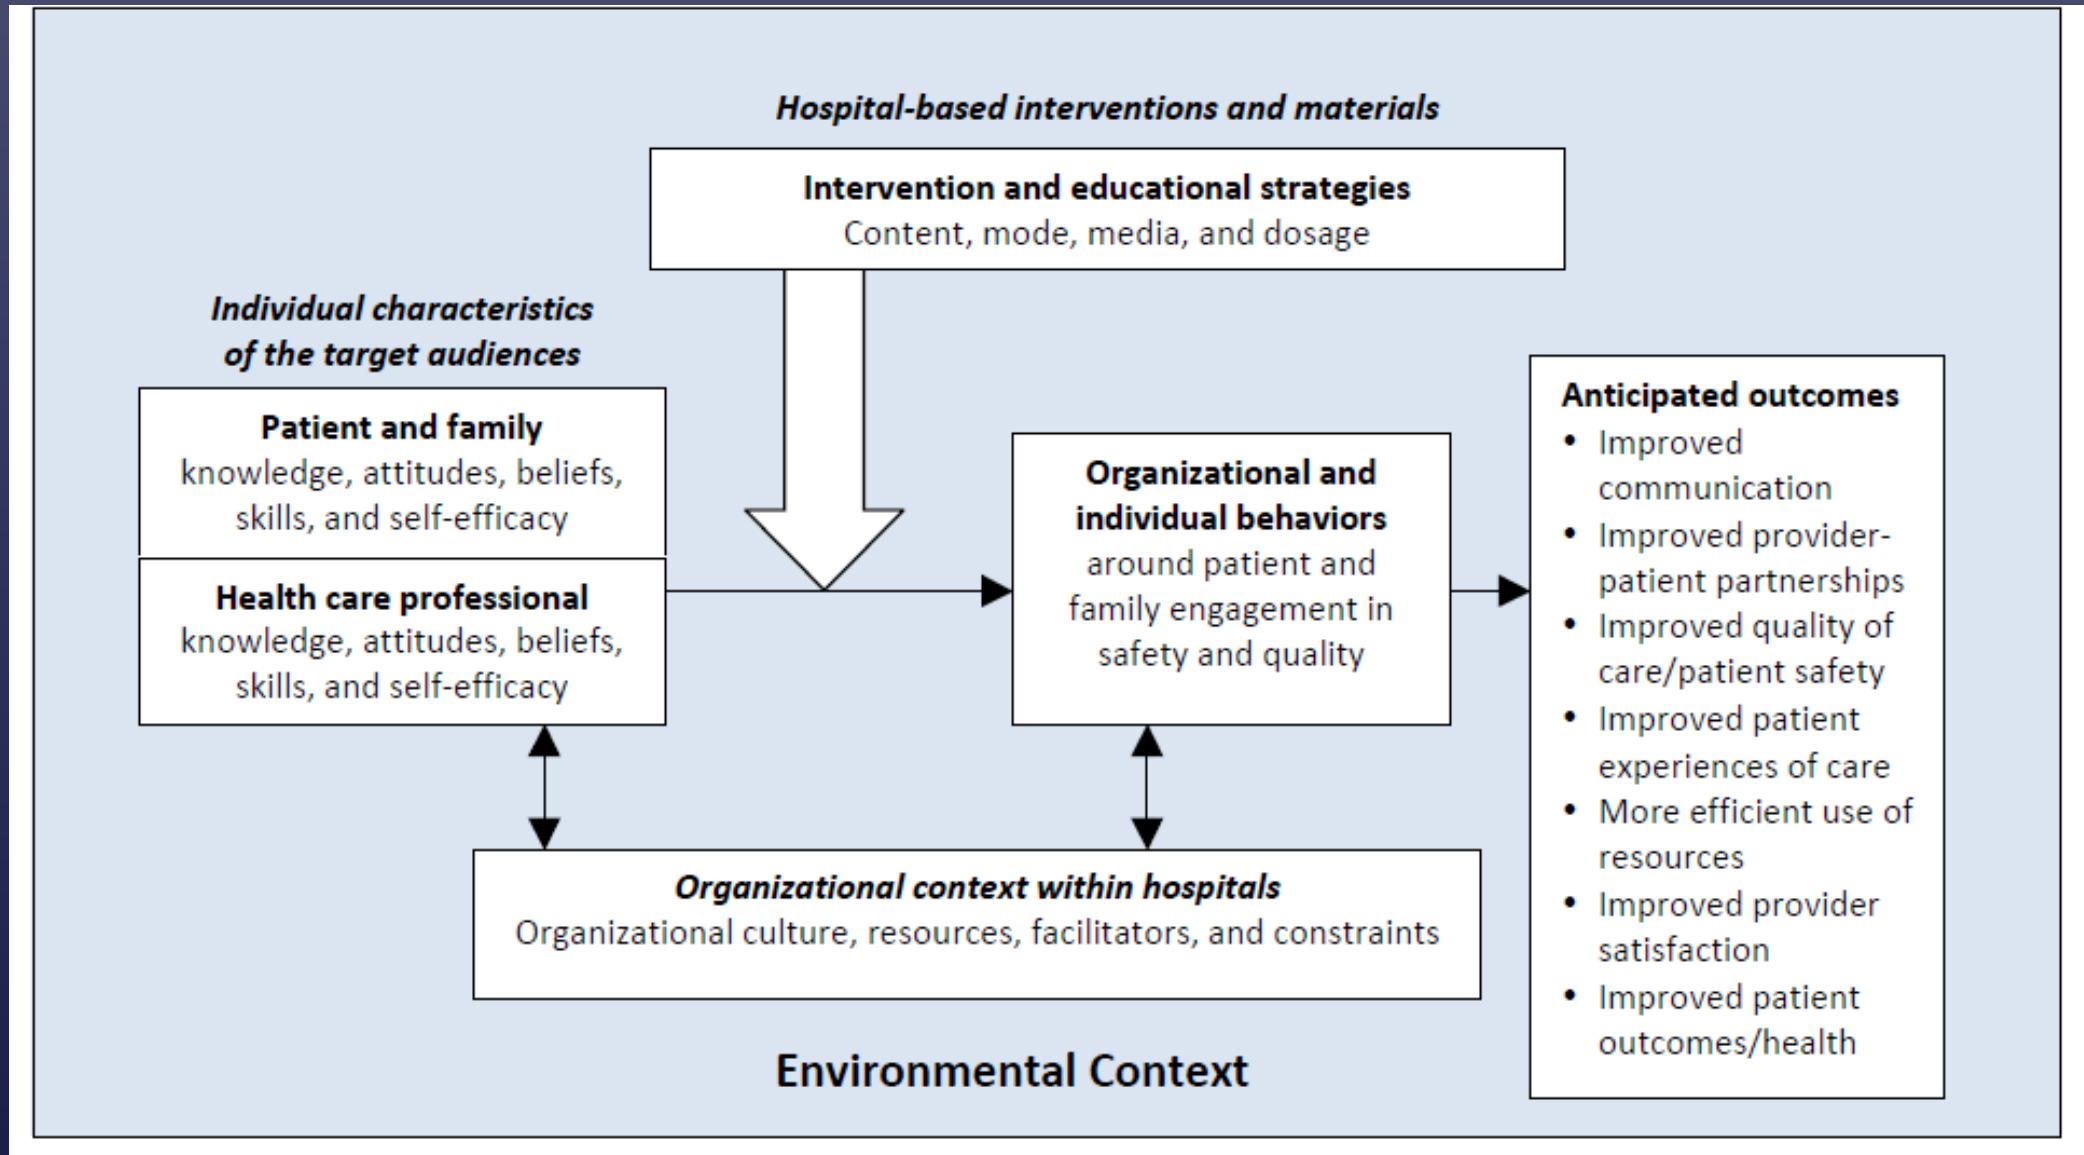 Hospital-based interventions and materials
Intervention and educational strategies
Content, mode, media, and dosage
Individual characteristics
of the target audiences
Patient and family
knowledge, attitudes, beliefs,
skills, and self-efficacy
Health care professional
knowledge, attitudes, beliefs,
skills, and self-efficacy
Organizational and
individual behaviors
around patient and
family engagement in
safety and quality
Anticipated outcomes
• Improved
communication
• Improved provider-
patient partnerships
• Improved quality of
care/patient safety
• Improved patient
experiences of care
• More efficient use of
resources
• Improved provider
satisfaction
• Improved patient
outcomes/health
Organizational context within hospitals
Organizational culture, resources, facilitators, and constraints
Environmental Context